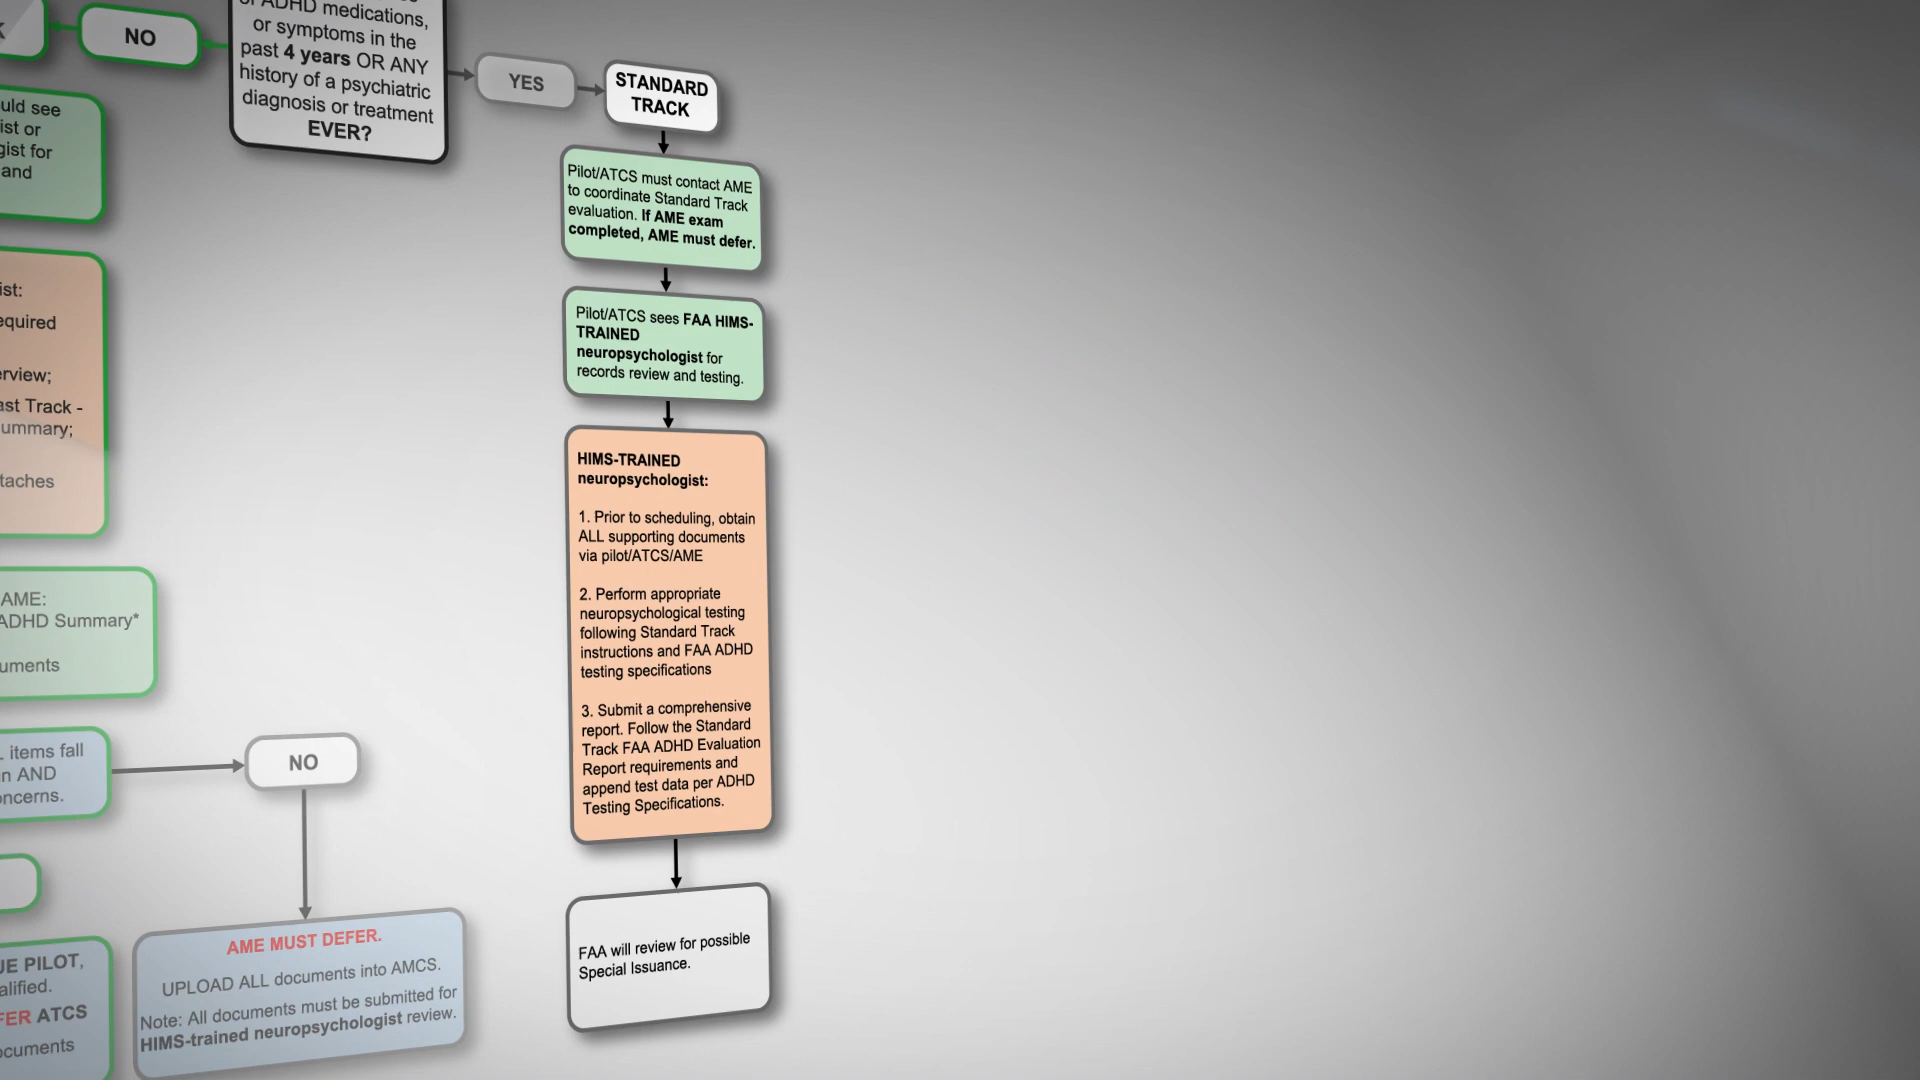 K
NO
of ADHD medications,
or symptoms in the
past 4 years OR ANY
history of a psychiatric
diagnosis or treatment
EVER?
YES
STANDARD
TRACK
Pilot/ATCS must contact AME
to coordinate Standard Track
evaluation. If AME exam
completed, AME must defer.
Pilot/ATCS sees FAA HIMS-
TRAINED
neuropsychologist for
records review and testing.
HIMS-TRAINED
neuropsychologist:
1. Prior to scheduling, obtain
ALL supporting documents
via pilot/ATCS/AME
2. Perform appropriate
neuropsychological testing
following Standard Track
instructions and FAA ADHD
testing specifications
3. Submit a comprehensive
report. Follow the Standard
Track FAA ADHD Evaluation
Report requirements and
append test data per ADHD
Testing Specifications.
FAA will review for possible
Special Issuance.
uld see
ist or
gist for
and
ist:
equired
erview;
ast Track -
ummary;
taches
AME:
ADHD Summary*
uments
items fall
n AND
oncerns.
NO
AME MUST DEFER.
UPLOAD ALL documents into AMCS.
Note: All documents must be submitted for
HIMS-trained neuropsychologist review.
UE PILOT,
alified.
FER ATCS
ocuments